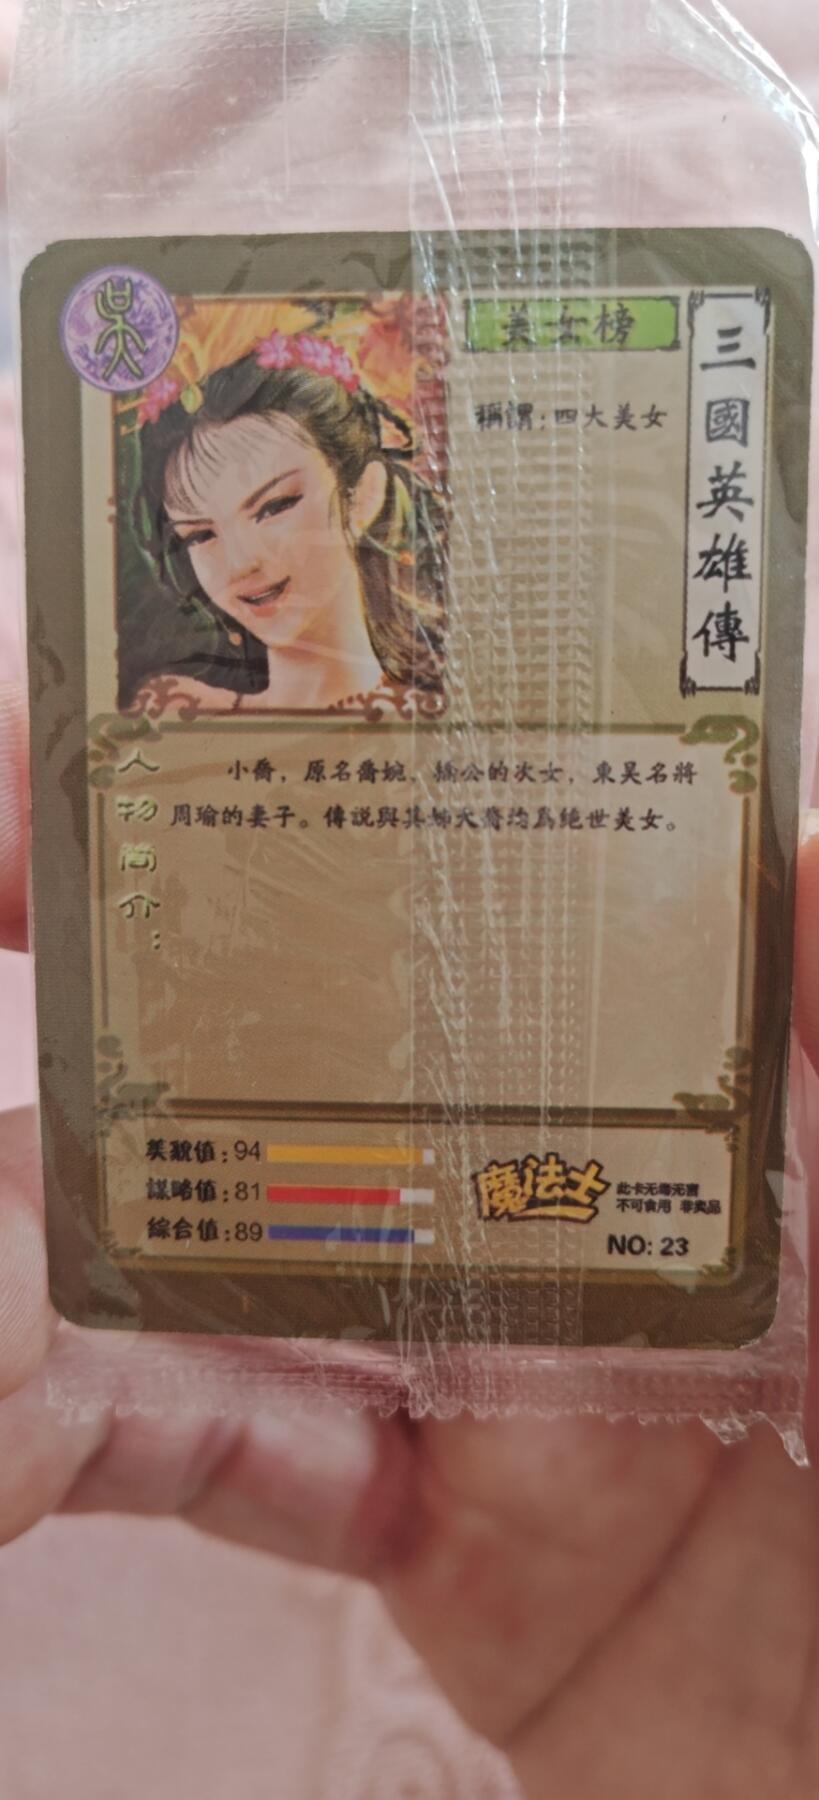 吳
美女榜
三國英雄傳
稱謂:四大美女
人物簡介:
小喬，原名喬婉，橋公的次女，東吴名將
周瑜的妻子。傳説與其姊大喬均爲絶世美女。
美貌值:94
謀略值:81
綜合值:89
魔法士
此卡无毒无害
不可食用 非卖品
NO: 23